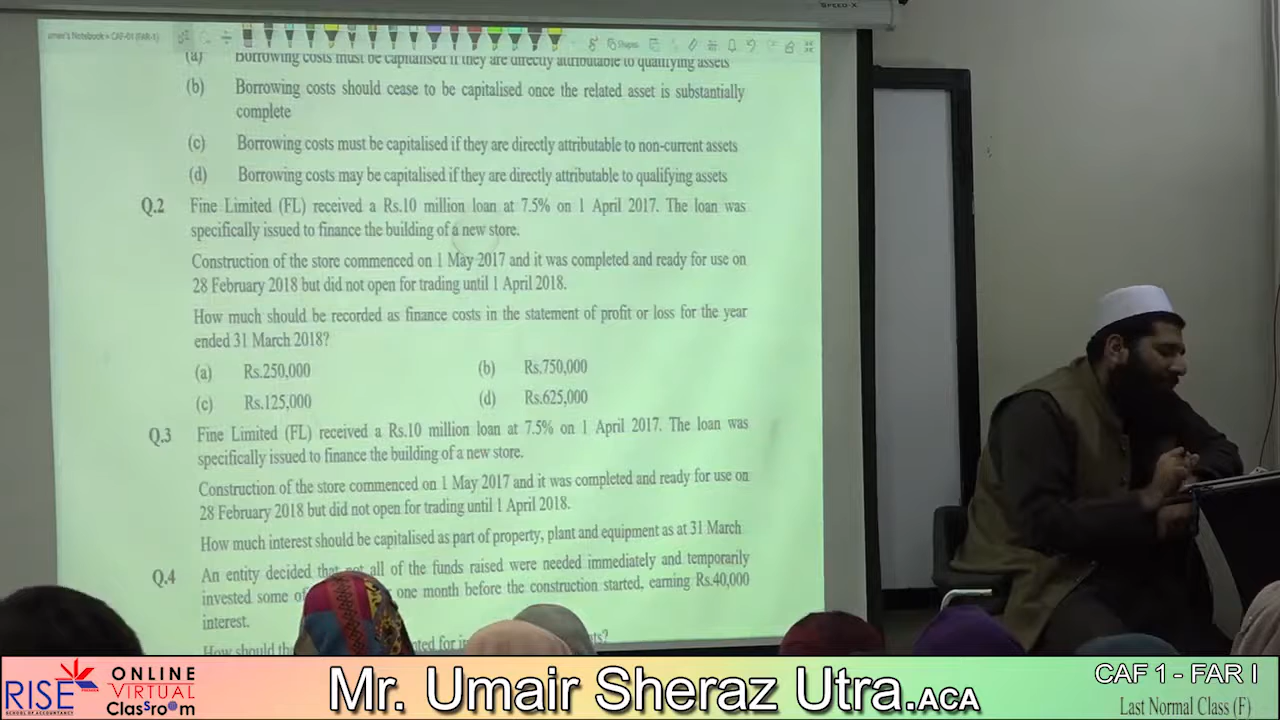 SPEED-X
umer's Notebook > CAF-01 (FAR-1)
Shapes
(a) Borrowing costs must be capitalised if they are directly attributable to qualifying assets
(b) Borrowing costs should cease to be capitalised once the related asset is substantially
complete
(c) Borrowing costs must be capitalised if they are directly attributable to non-current assets
(d) Borrowing costs may be capitalised if they are directly attributable to qualifying assets
Q.2 Fine Limited (FL) received a Rs.10 million loan at 7.5% on 1 April 2017. The loan was
specifically issued to finance the building of a new store.
Construction of the store commenced on 1 May 2017 and it was completed and ready for use on
28 February 2018 but did not open for trading until 1 April 2018.
How much should be recorded as finance costs in the statement of profit or loss for the year
ended 31 March 2018?
(a) Rs.250,000 (b) Rs.750,000
(c) Rs.125,000 (d) Rs.625,000
Q.3 Fine Limited (FL) received a Rs.10 million loan at 7.5% on 1 April 2017. The loan was
specifically issued to finance the building of a new store.
Construction of the store commenced on 1 May 2017 and it was completed and ready for use on
28 February 2018 but did not open for trading until 1 April 2018.
How much interest should be capitalised as part of property, plant and equipment as at 31 March
Q.4 An entity decided that not all of the funds raised were needed immediately and temporarily
invested some of one month before the construction started, earning Rs.40,000
interest.
How should
RISE
SCHOOL OF ACCOUNTANCY
ONLINE
VIRTUAL
Classroom
Mr. Umair Sheraz Utra.ACA
CAF 1 - FAR I
Last Normal Class (F)